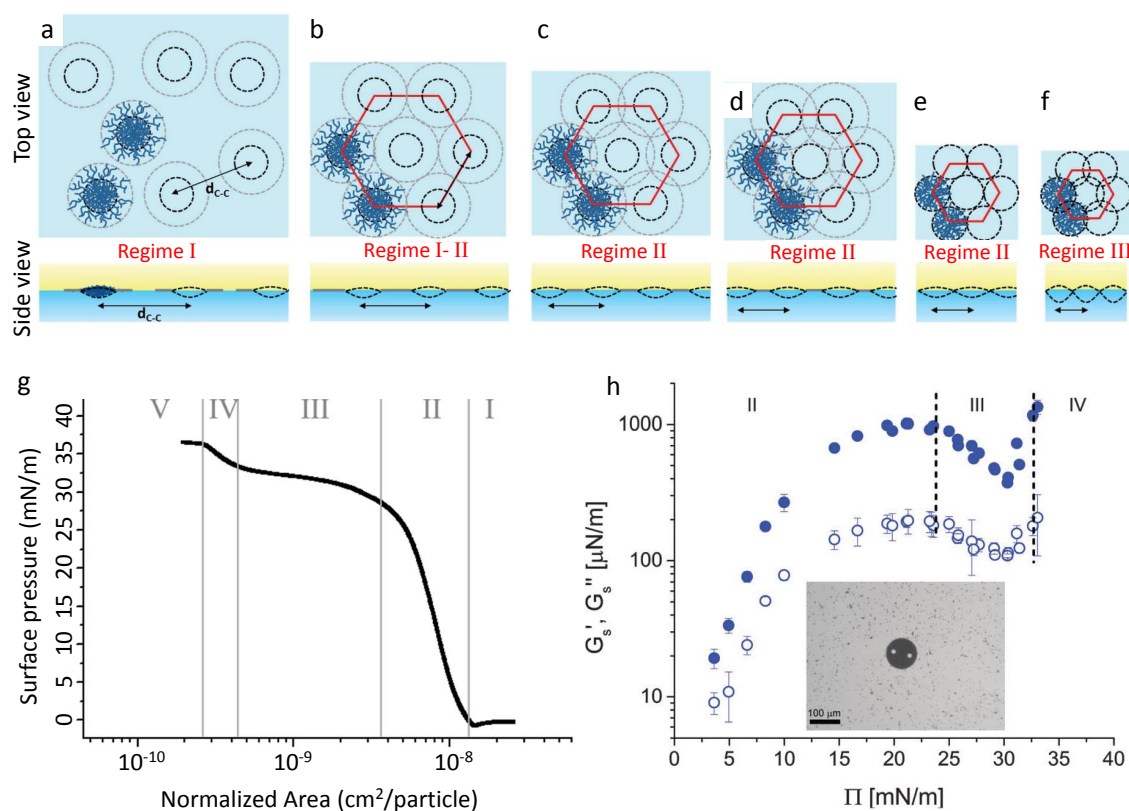 a
b
c
d
e
f
Top view
d_C-C
Regime I
Regime I- II
Regime II
Regime II
Regime II
Regime III
Side view
d_C-C
g
V
IV
III
II
I
Surface pressure (mN/m)
40
35
30
25
20
15
10
5
0
10^-10
10^-9
10^-8
Normalized Area (cm²/particle)
h
II
III
IV
G_s', G_s'' [µN/m]
1000
100
10
100 µm
0
5
10
15
20
25
30
35
40
Π [mN/m]